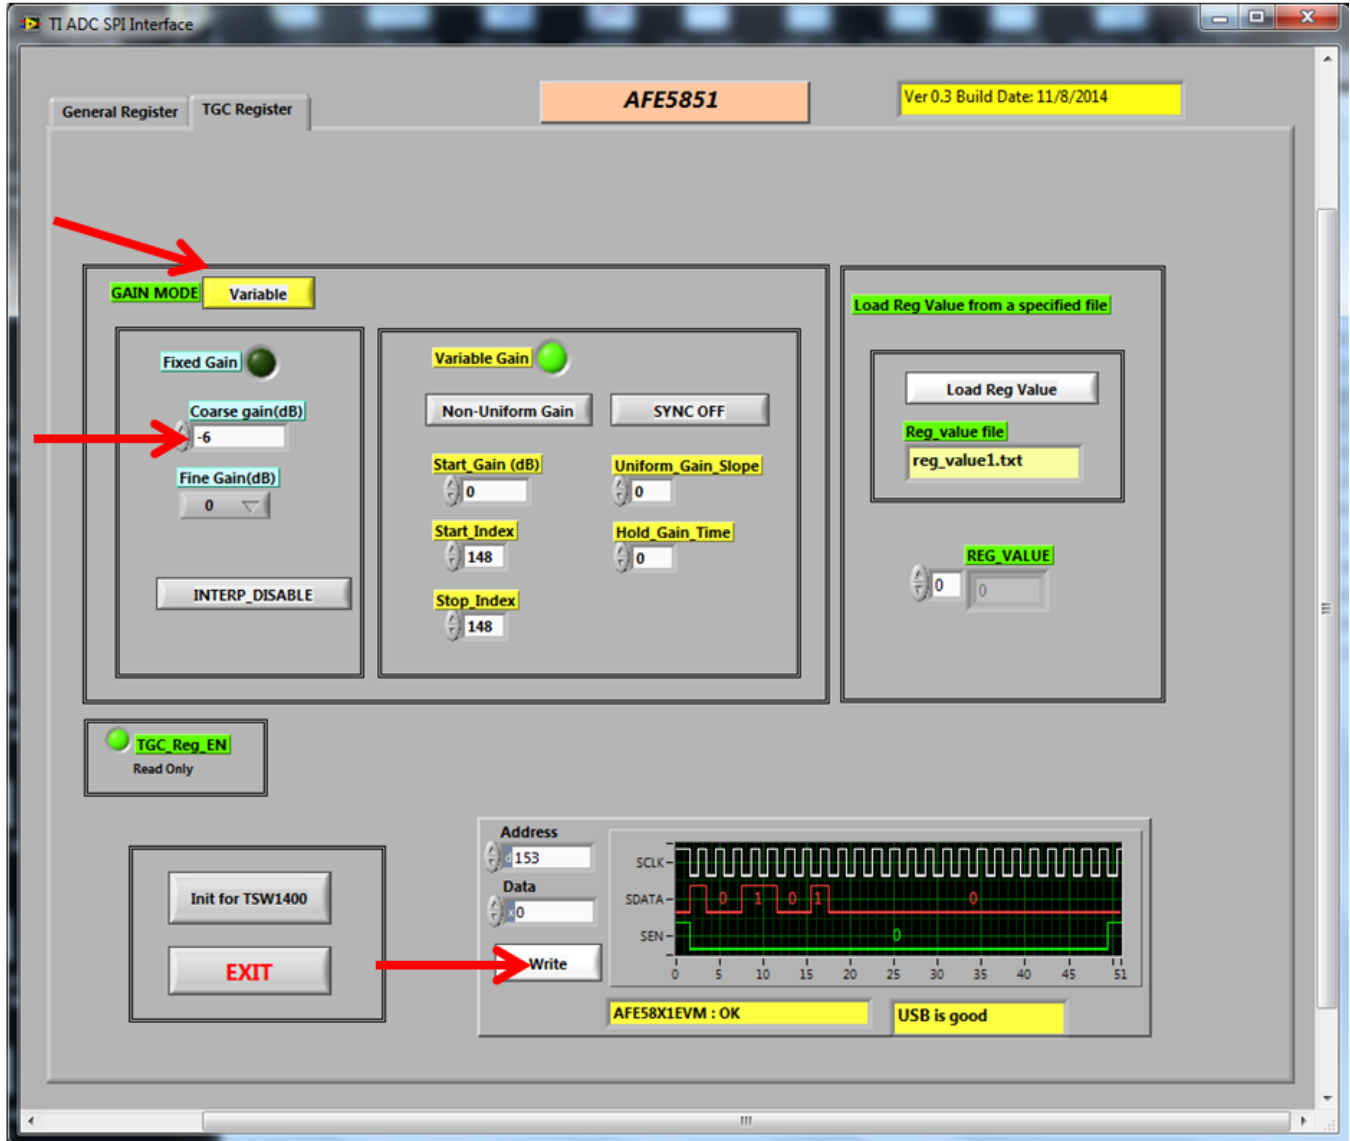 TI ADC SPI Interface
General Register TGC Register
AFE5851
Ver 0.3 Build Date: 11/8/2014
GAIN MODE Variable
Fixed Gain
Coarse gain(dB)
-6
Fine Gain(dB)
0
INTERP_DISABLE
Variable Gain
Non-Uniform Gain SYNC OFF
Start_Gain (dB) Uniform_Gain_Slope
0 0
Start_Index Hold_Gain_Time
148 0
Stop_Index
148
Load Reg Value from a specified file
Load Reg Value
Reg_value file
reg_value1.txt
REG_VALUE
0 0
TGC_Reg_EN
Read Only
Init for TSW1400
EXIT
Address
d 153
Data
x 0
Write
SCLK
SDATA 0 1 0 1 0
SEN 0
0 5 10 15 20 25 30 35 40 45 51
AFE58X1EVM : OK
USB is good